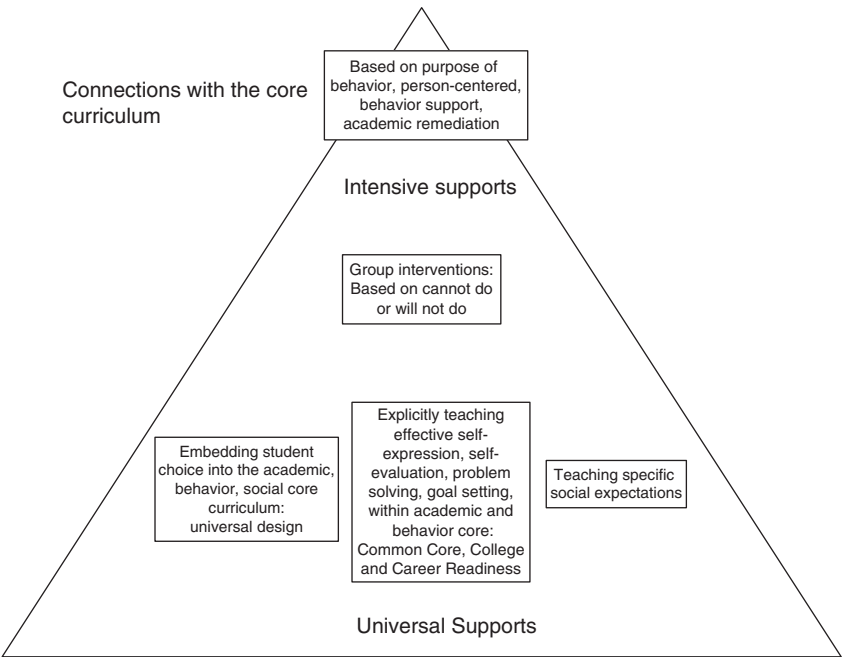 Connections with the core
curriculum
Based on purpose of
behavior, person-centered,
behavior support,
academic remediation
Intensive supports
Group interventions:
Based on cannot do
or will not do
Embedding student
choice into the academic,
behavior, social core
curriculum:
universal design
Explicitly teaching
effective self-
expression, self-
evaluation, problem
solving, goal setting,
within academic and
behavior core:
Common Core, College
and Career Readiness
Teaching specific
social expectations
Universal Supports